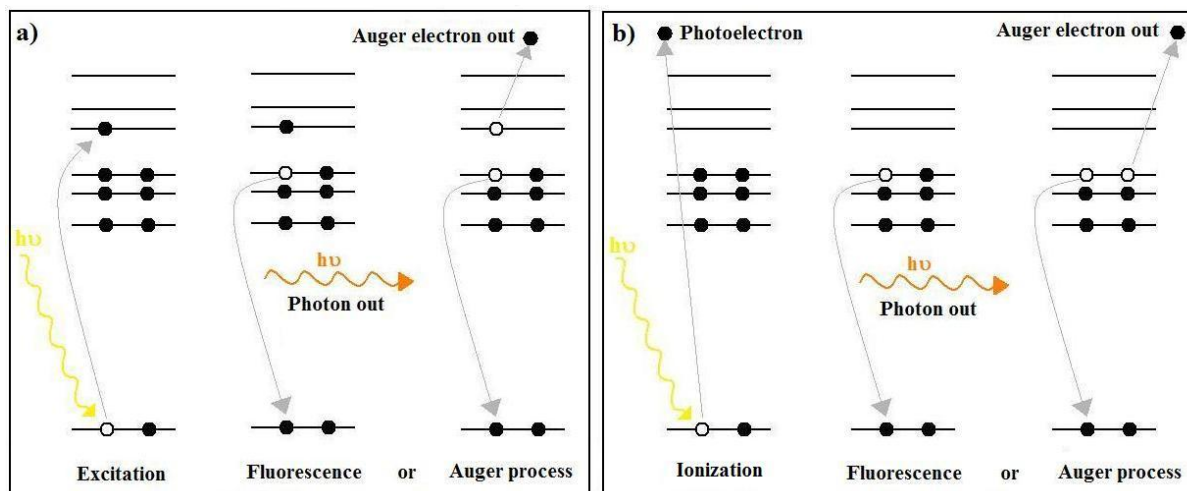 a)
Auger electron out
hυ
hυ
Photon out
Excitation
Fluorescence or Auger process
b)
Photoelectron
Auger electron out
hυ
hυ
Photon out
Ionization
Fluorescence or Auger process